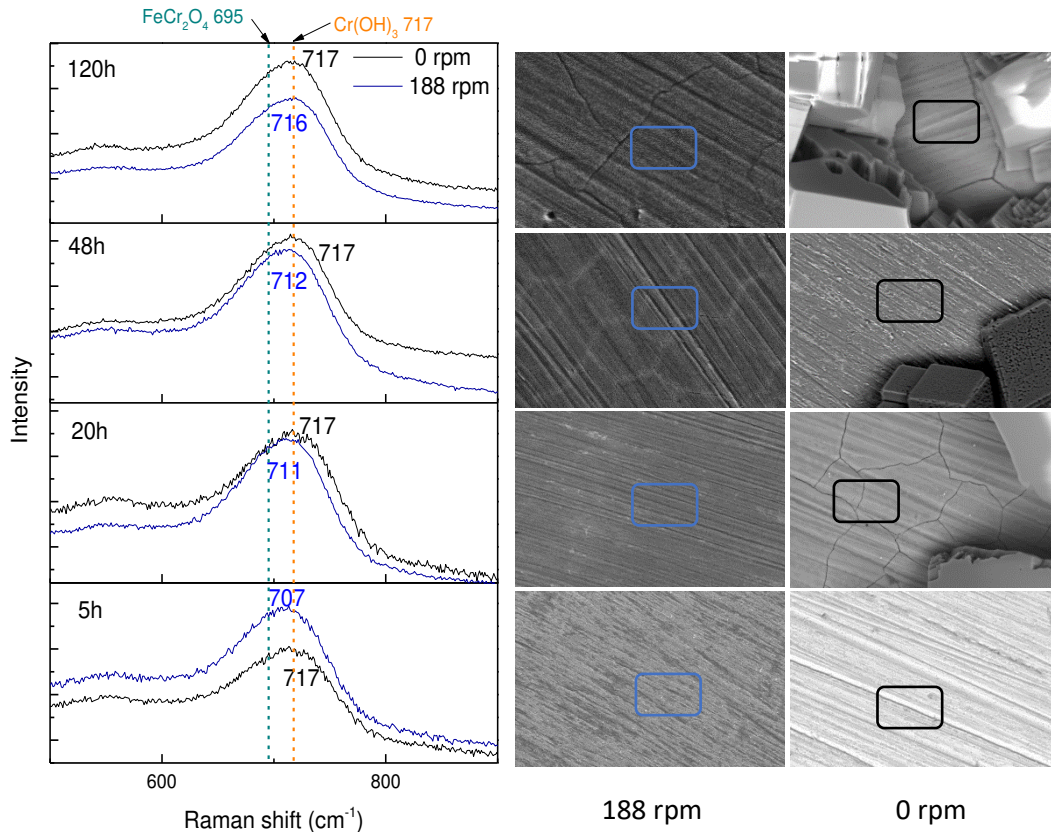 FeCr₂O₄ 695
Cr(OH)₃ 717
120h
717
0 rpm
188 rpm
716
48h
717
712
20h
717
711
5h
707
717
Intensity
600
800
Raman shift (cm⁻¹)
188 rpm
0 rpm